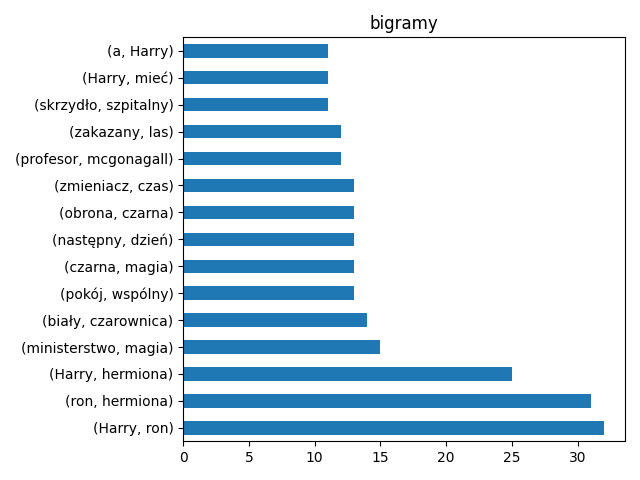 bigramy
(a, Harry)
(Harry, mieć)
(skrzydło, szpitalny)
(zakazany, las)
(profesor, mcgonagall)
(zmieniacz, czas)
(obrona, czarna)
(następny, dzień)
(czarna, magia)
(pokój, wspólny)
(biały, czarownica)
(ministerstwo, magia)
(Harry, hermiona)
(ron, hermiona)
(Harry, ron)
0 5 10 15 20 25 30